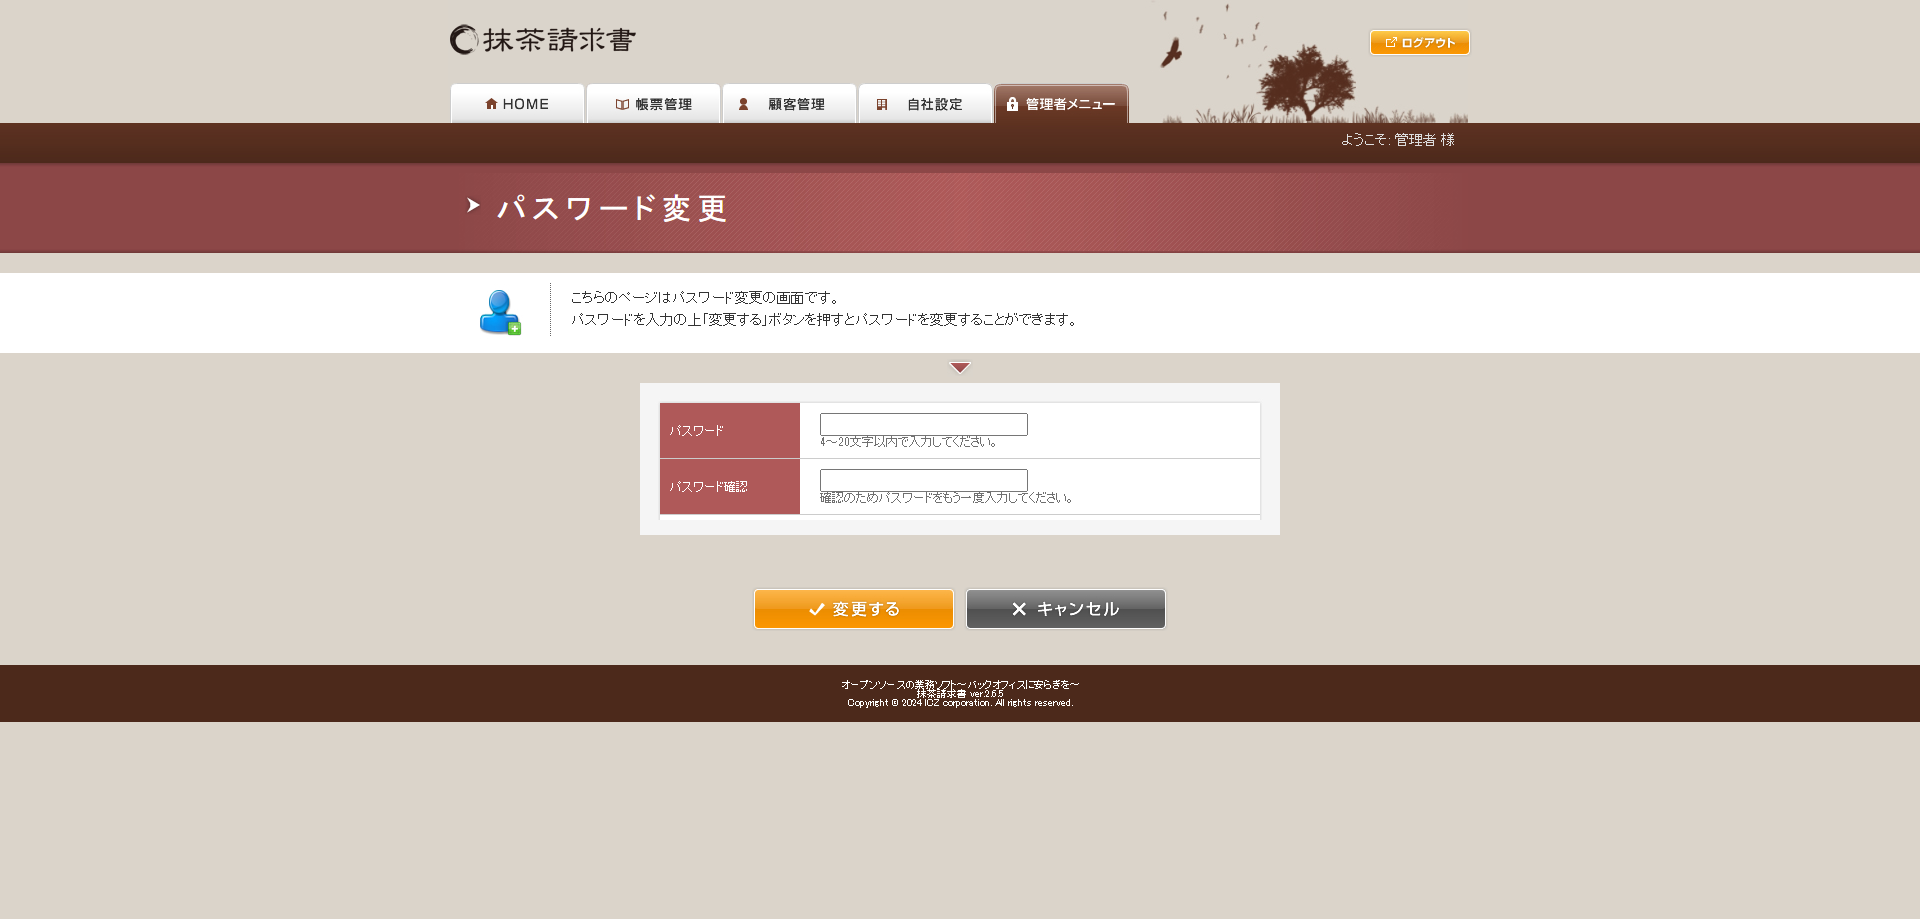 抹茶請求書
ログアウト
HOME
帳票管理
顧客管理
自社設定
管理者メニュー
ようこそ: 管理者 様
パスワード変更
こちらのページはパスワード変更の画面です。
パスワードを入力の上「変更する」ボタンを押すとパスワードを変更することができます。
パスワード
4～20文字以内で入力してください。
パスワード確認
確認のためパスワードをもう一度入力してください。
変更する
キャンセル
オープンソースの業務ソフト～バックオフィスに安らぎを～
抹茶請求書 ver.2.6.5
Copyright © 2024 ICZ corporation. All rights reserved.